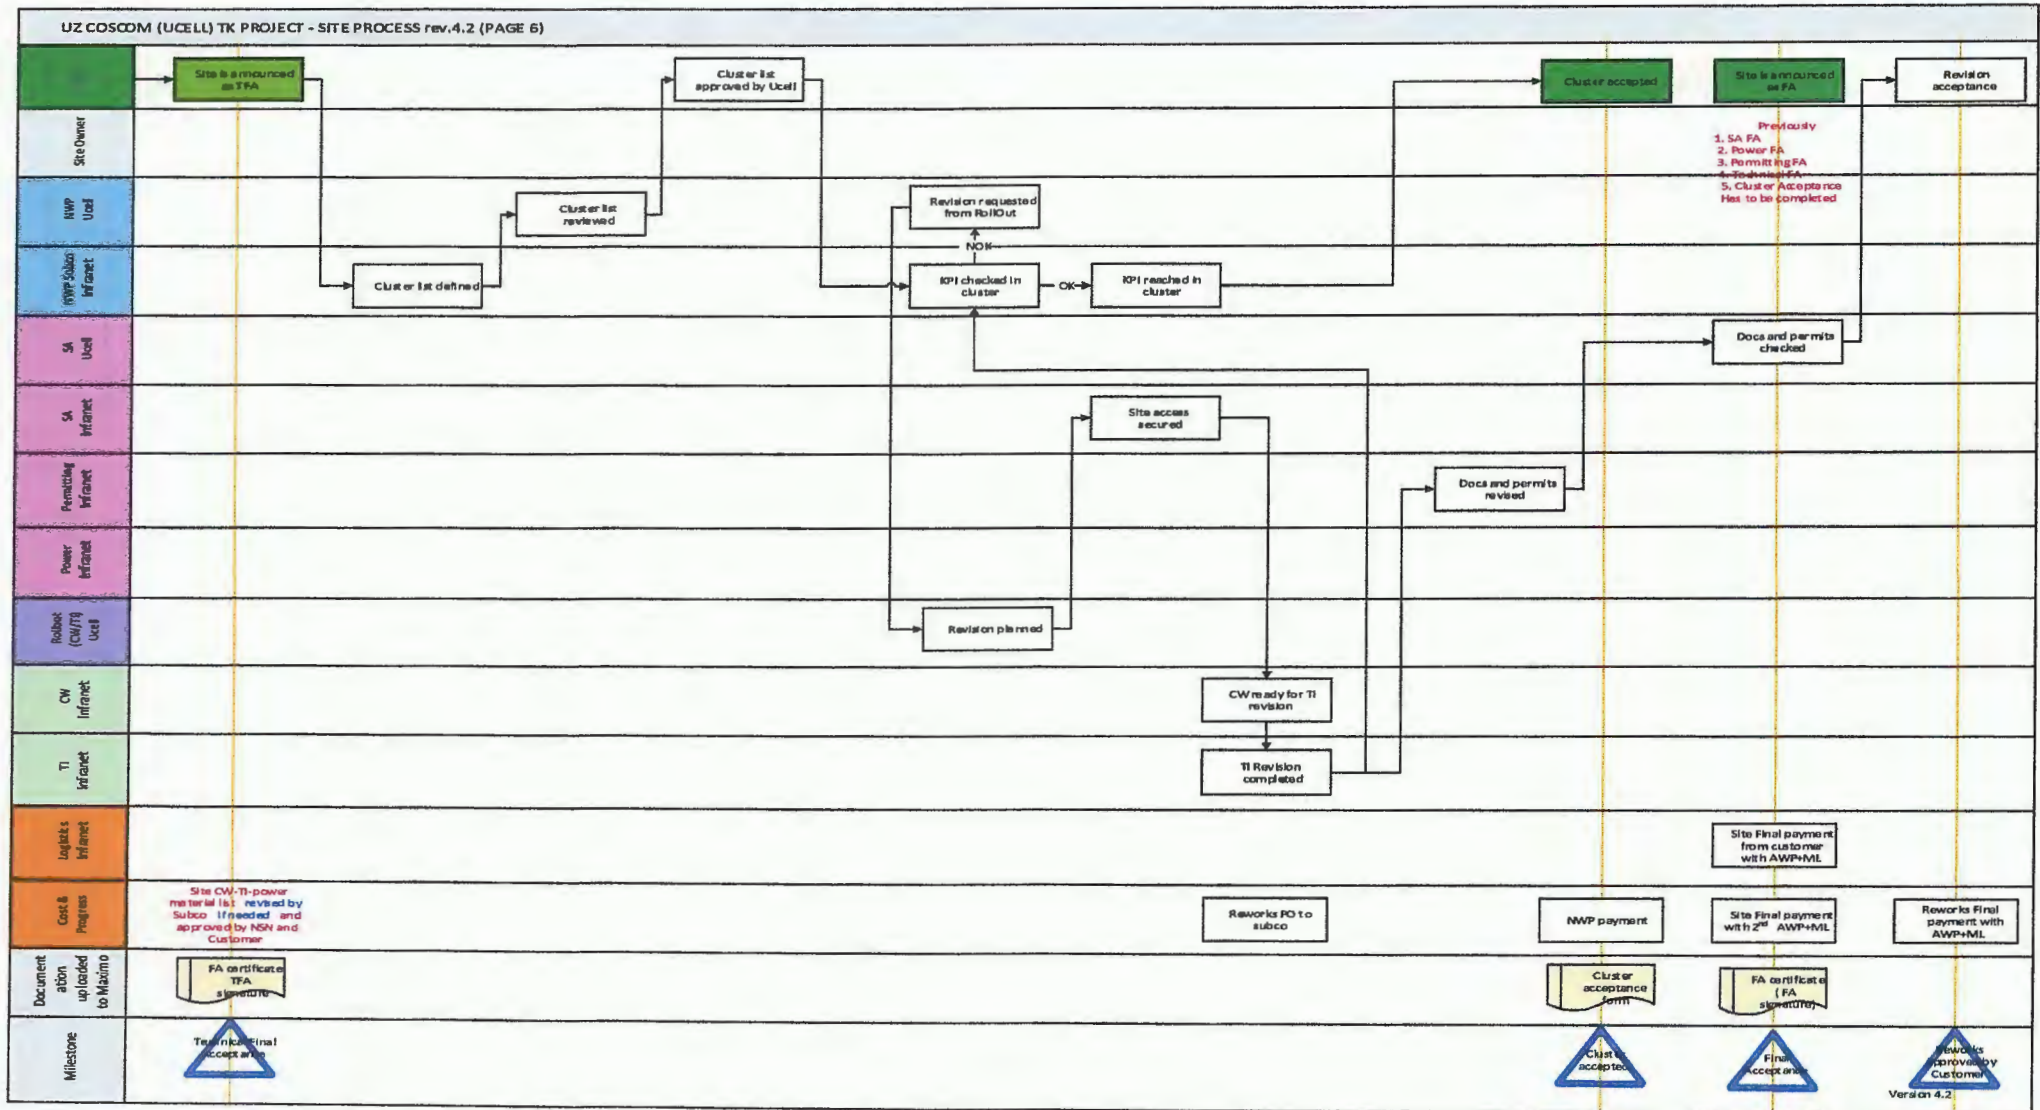 UZ COSCOM (UCELL) TK PROJECT - SITE PROCESS rev.4.2 (PAGE 6)
Site is announced
as TFA
Cluster list
approved by Ucell
Cluster accepted
Site is announced
as FA
Revision
acceptance
Site Owner
Previously
1. SA FA
2. Power FA
3. Permitting FA
4. Technical FA
5. Cluster Acceptance
Has to be completed
NWP
Ucell
Cluster list
reviewed
Revision requested
from RollOut
NOK
NWP Subco
Infranet
Cluster list defined
KPI checked in
cluster
OK
KPI reached in
cluster
SA
Ucell
Docs and permits
checked
SA
Infranet
Site access
secured
Permitting
Infranet
Docs and permits
revised
Power
Infranet
(CW/TI)
Ucell
Revision planned
CW
Infranet
CW ready for TI
revision
TI
Infranet
TI Revision
completed
Logistics
Infranet
Site Final payment
from customer
with AWP+ML
Cost &
Progress
Site CW-TI-power
material list revised by
Subco if needed and
approved by NSN and
Customer
Reworks PO to
subco
NWP payment
Site Final payment
with 2nd AWP+ML
Reworks Final
payment with
AWP+ML
Document
ation
uploaded
to Maximo
FA certificate
TFA
signature
Cluster
acceptance
form
FA certificate
( FA
signature)
Milestone
Technical Final
Acceptance
Cluster
accepted
Final
Acceptance
Reworks
approved by
Customer
Version 4.2